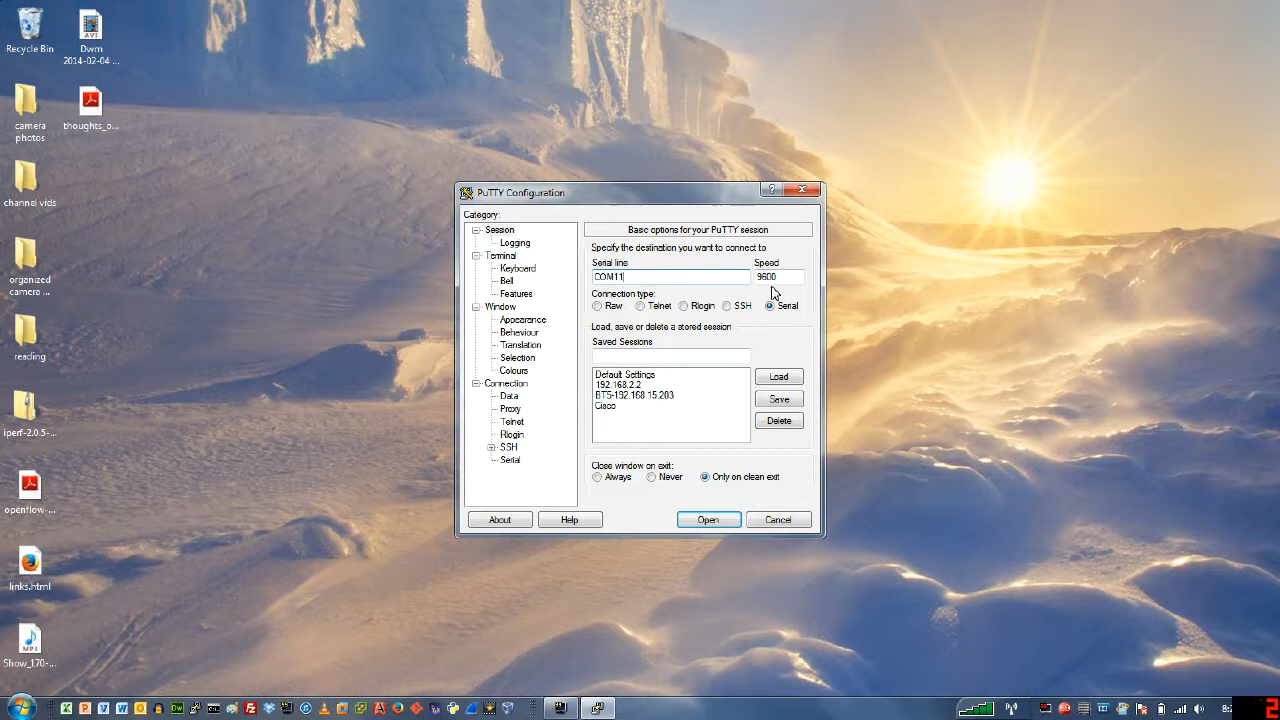 Recycle Bin
Dwm
2014-02-04 ...
camera
photos
thoughts_o...
channel vids
organized
camera ...
reading
iperf-2.0.5-...
openflow-...
links.html
Show_170-...
PuTTY Configuration
?
Category:
Session
Logging
Terminal
Keyboard
Bell
Features
Window
Appearance
Behaviour
Translation
Selection
Colours
Connection
Data
Proxy
Telnet
Rlogin
SSH
Serial
Basic options for your PuTTY session
Specify the destination you want to connect to
Serial line Speed
COM11 9600
Connection type:
Raw Telnet Rlogin SSH Serial
Load, save or delete a stored session
Saved Sessions
Default Settings
192.168.2.2
BT5-192.168.15.203
Cisco
Load
Save
Delete
Close window on exit:
Always Never Only on clean exit
About Help Open Cancel
8:
2